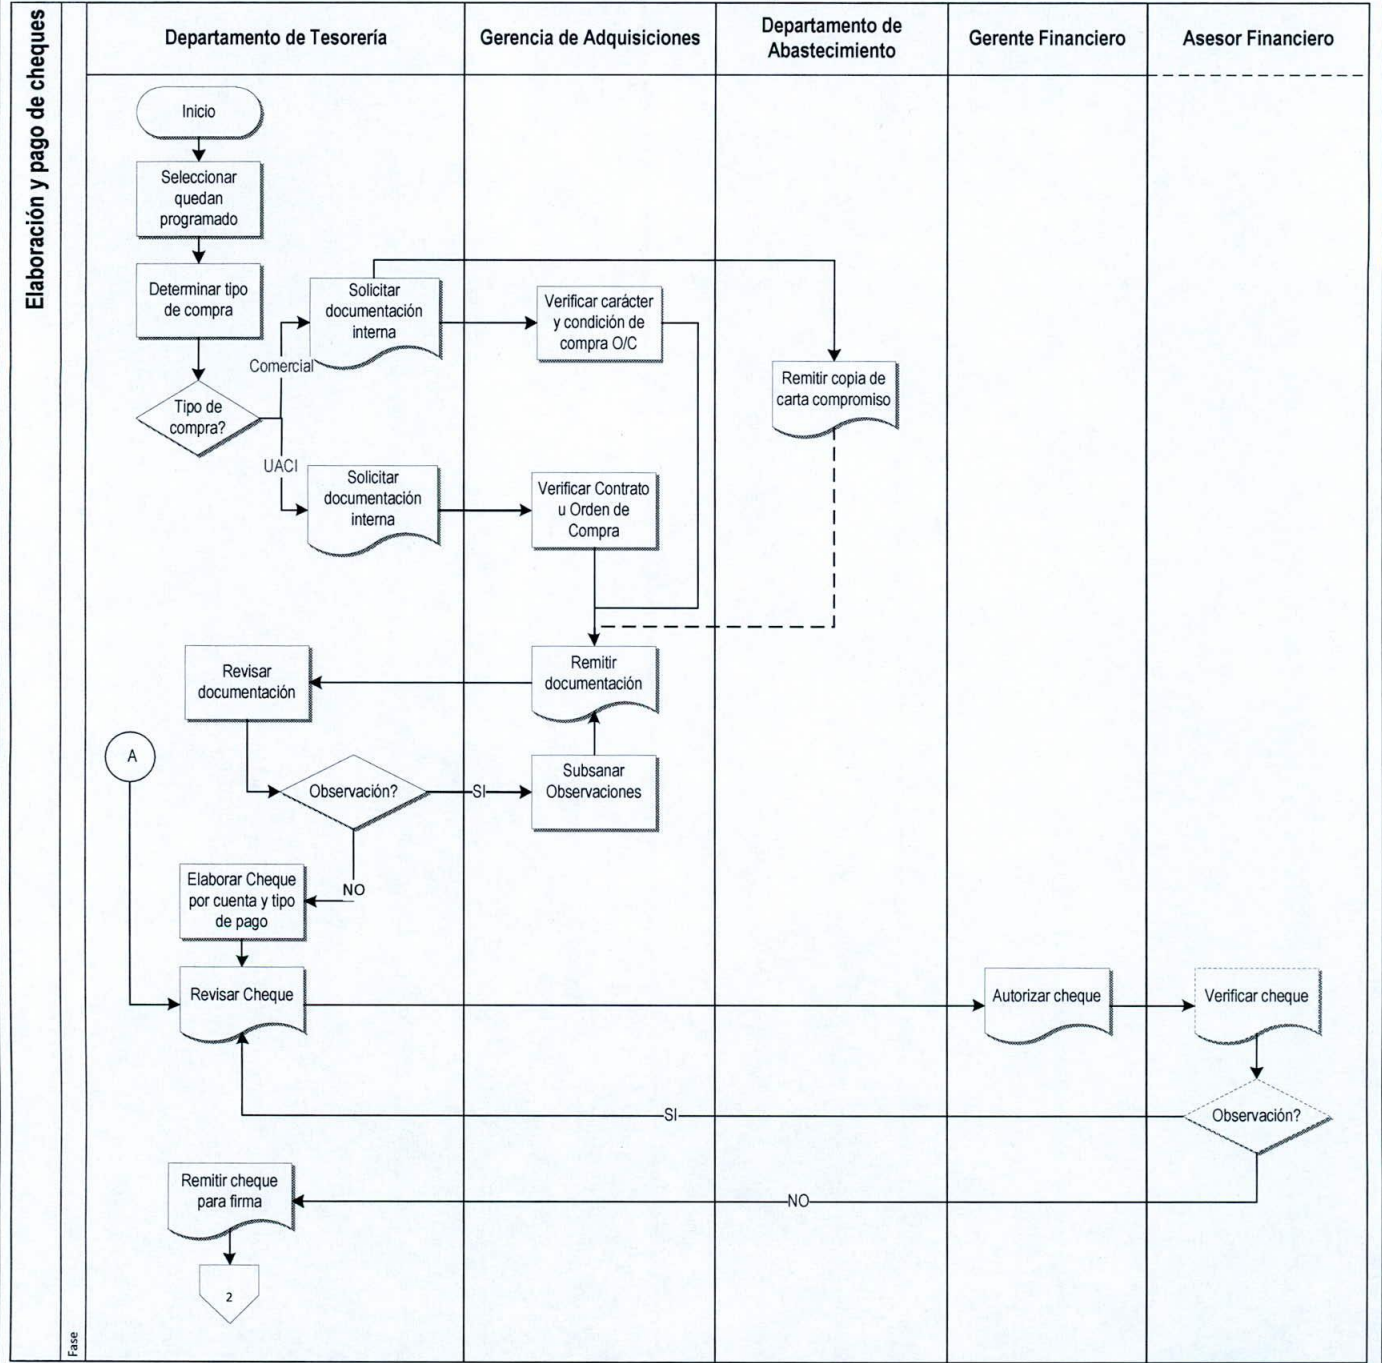 Elaboración y pago de cheques
Fase
Departamento de Tesorería
Gerencia de Adquisiciones
Departamento de
Abastecimiento
Gerente Financiero
Asesor Financiero
Inicio
Seleccionar
quedan
programado
Determinar tipo
de compra
Tipo de
compra?
Comercial
UACI
Solicitar
documentación
interna
Verificar carácter
y condición de
compra O/C
Remitir copia de
carta compromiso
Solicitar
documentación
interna
Verificar Contrato
u Orden de
Compra
Revisar
documentación
Remitir
documentación
A
Observación?
SI
Subsanar
Observaciones
NO
Elaborar Cheque
por cuenta y tipo
de pago
Revisar Cheque
Autorizar cheque
Verificar cheque
SI
Observación?
Remitir cheque
para firma
NO
2